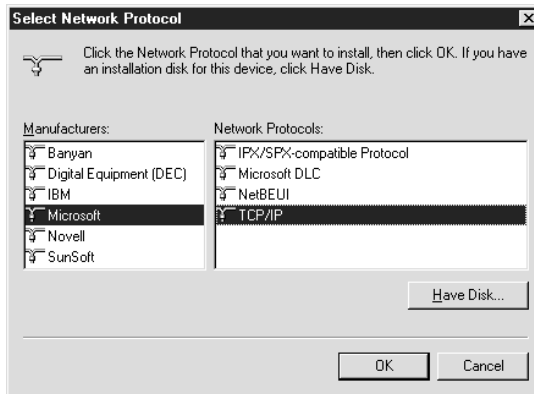 Select Network Protocol
Click the Network Protocol that you want to install, then click OK. If you have
an installation disk for this device, click Have Disk.
Manufacturers:
Banyan
Digital Equipment (DEC)
IBM
Microsoft
Novell
SunSoft
Network Protocols:
IPX/SPX-compatible Protocol
Microsoft DLC
NetBEUI
TCP/IP
Have Disk...
OK
Cancel